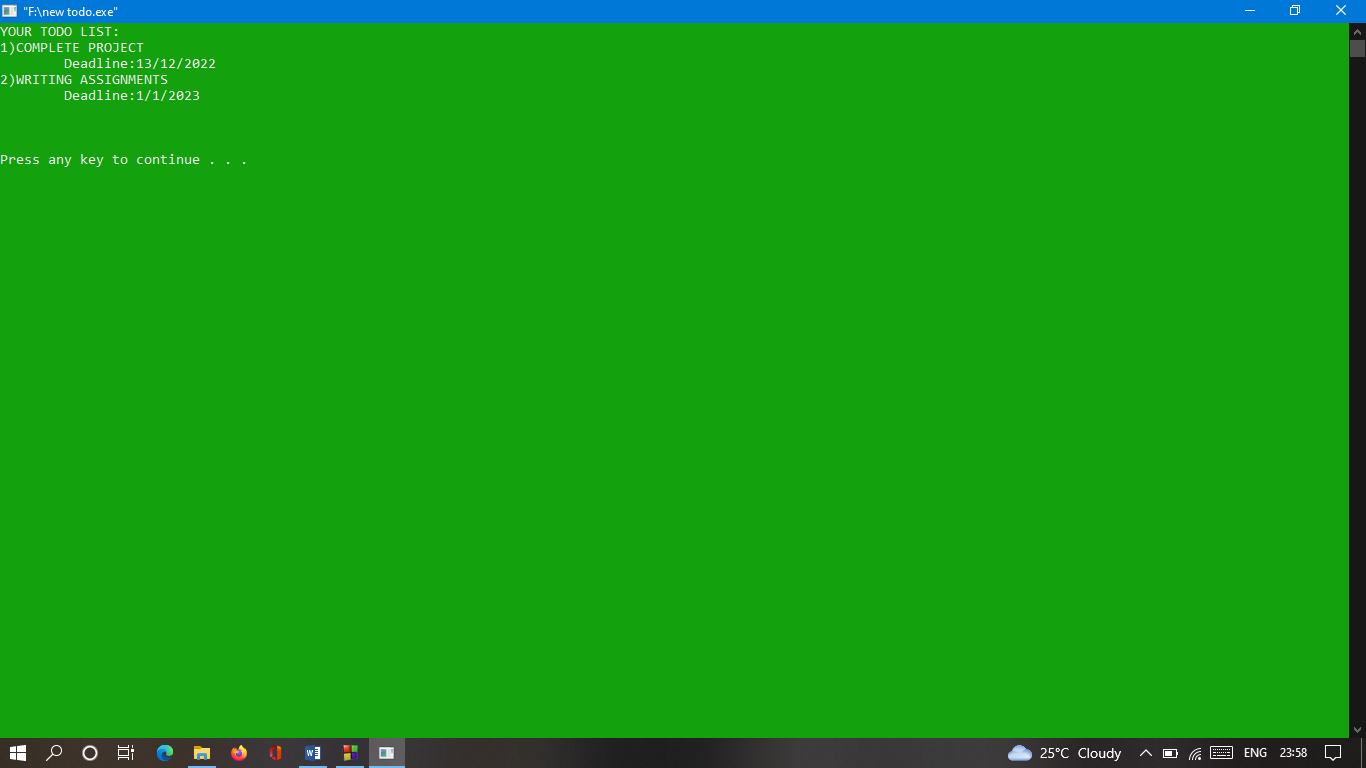 "F:\new todo.exe"
YOUR TODO LIST:
1)COMPLETE PROJECT
Deadline:13/12/2022
2)WRITING ASSIGNMENTS
Deadline:1/1/2023
Press any key to continue . . .
25°C Cloudy ENG 23:58